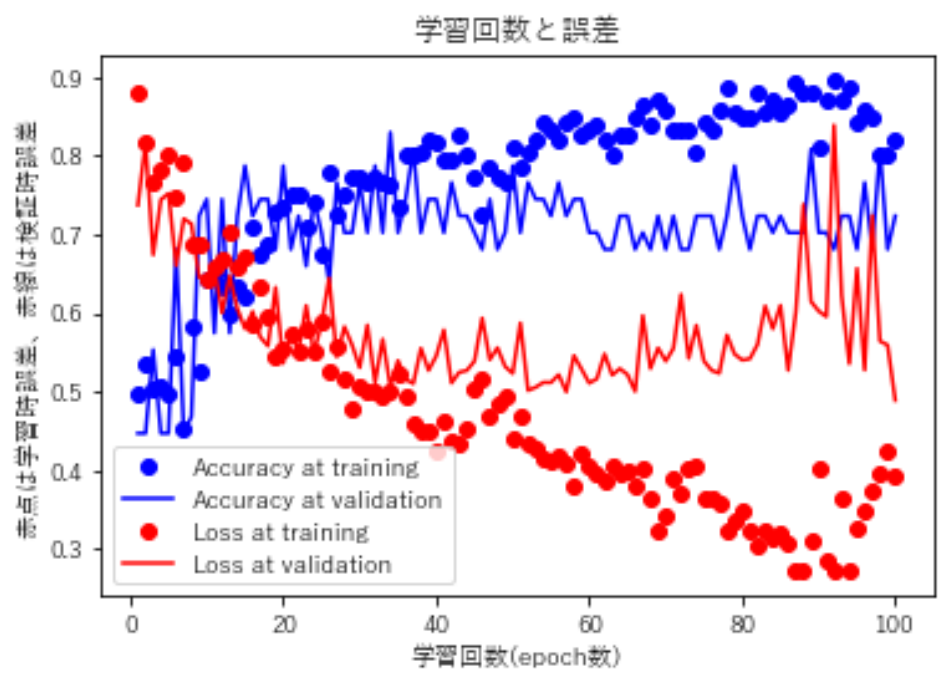 学習回数と誤差
赤点は学習時誤差、 赤線は検証時誤差
0.9
0.8
0.7
0.6
0.5
0.4
0.3
Accuracy at training
Accuracy at validation
Loss at training
Loss at validation
0 20 40 60 80 100
学習回数(epoch数)